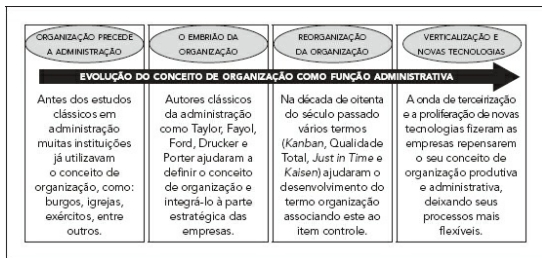 ORGANIZAÇÃO PRECEDE
A ADMINISTRAÇÃO
O EMBRIÃO DA
ORGANIZAÇÃO
REORGANIZAÇÃO
DA ORGANIZAÇÃO
VERTICALIZAÇÃO E
NOVAS TECNOLOGIAS
EVOLUÇÃO DO CONCEITO DE ORGANIZAÇÃO COMO FUNÇÃO ADMINISTRATIVA
Antes dos estudos
clássicos em
administração
muitas instituições
já utilizavam
o conceito de
organização, como:
burgos, igrejas,
exércitos, entre
outros.
Autores clássicos
da administração
como Taylor, Fayol,
Ford, Drucker e
Porter ajudaram a
definir o conceito
de organização e
integrá-lo à parte
estratégica das
empresas.
Na década de oitenta
do século passado
vários termos
(Kanban, Qualidade
Total, Just in Time e
Kaisen) ajudaram o
desenvolvimento do
termo organização
associando este ao
item controle.
A onda de terceirização
e a proliferação de novas
tecnologias fizeram as
empresas repensarem
o seu conceito de
organização produtiva
e administrativa,
deixando seus
processos mais
flexíveis.